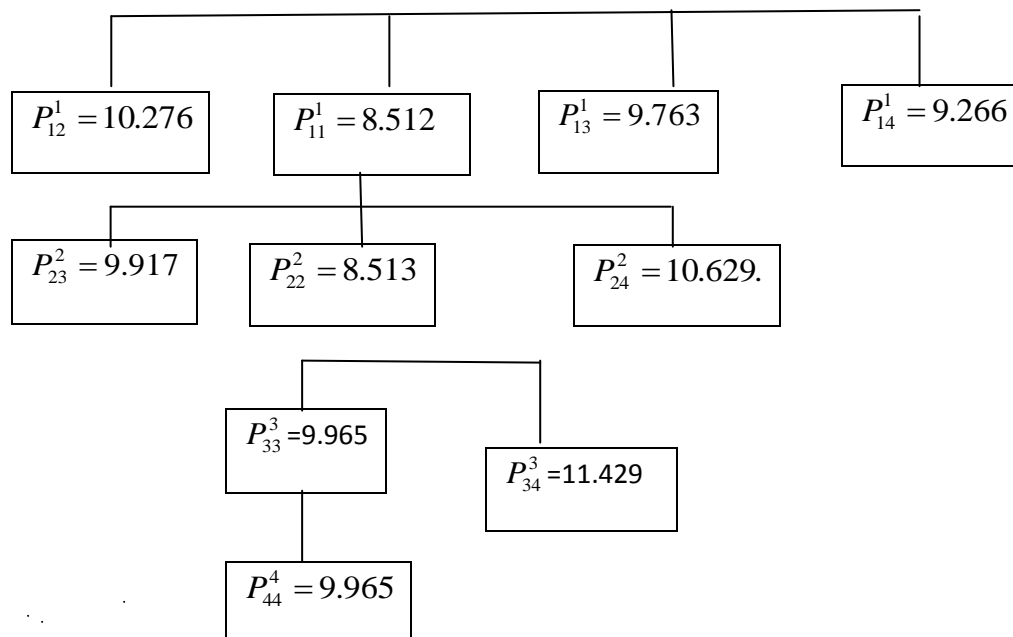 $P_{12}^{1} = 10.276$
$P_{11}^{1} = 8.512$
$P_{13}^{1} = 9.763$
$P_{14}^{1} = 9.266$
$P_{23}^{2} = 9.917$
$P_{22}^{2} = 8.513$
$P_{24}^{2} = 10.629.$
$P_{33}^{3}$ =9.965
$P_{34}^{3}$ =11.429
$P_{44}^{4} = 9.965$